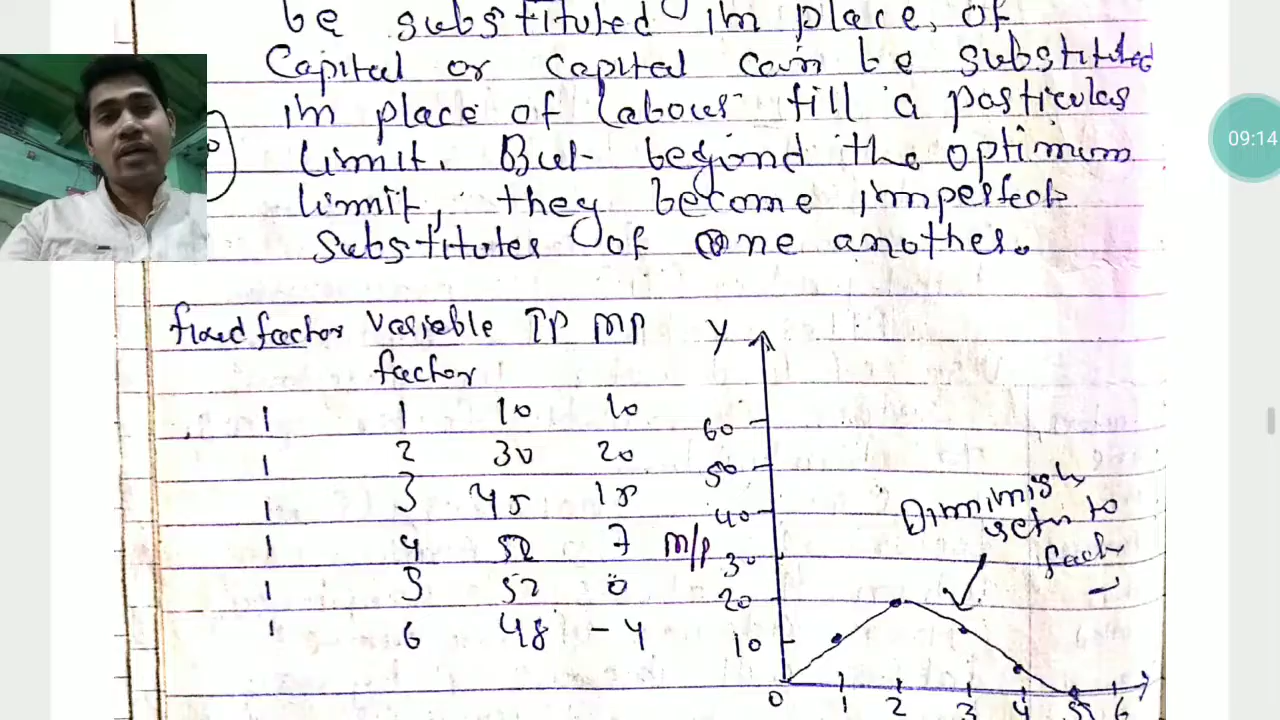 be substituted in place, of
Capital or capital can be substituted
in place of labour till a particular
limit. But beyond the optimum
limit, they become imperfect
substitutes of one another.
09:14
fixed factor variable TP MP
factor
1 1 10 10
1 2 30 20
1 3 45 15
1 4 52 7
1 5 52 0
1 6 48 -4
Y
60
50
40
M/P 30
20
10
0 1 2 3 4 5 6
Diminish
retn to
fact